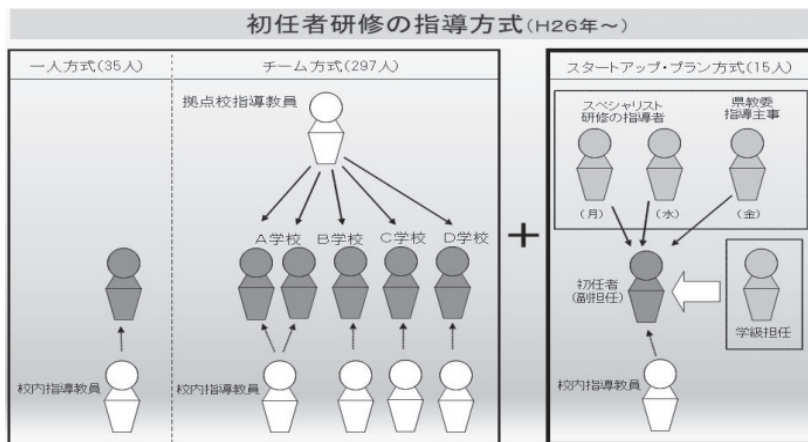 初任者研修の指導方式(H26年～)
一人方式(35人)
チーム方式(297人)
拠点校指導教員
A学校
B学校
C学校
D学校
校内指導教員
校内指導教員
+
スタートアップ・プラン方式(15人)
スペシャリスト
研修の指導者
県教委
指導主事
(月)
(水)
(金)
初任者
(副担任)
学級担任
校内指導教員